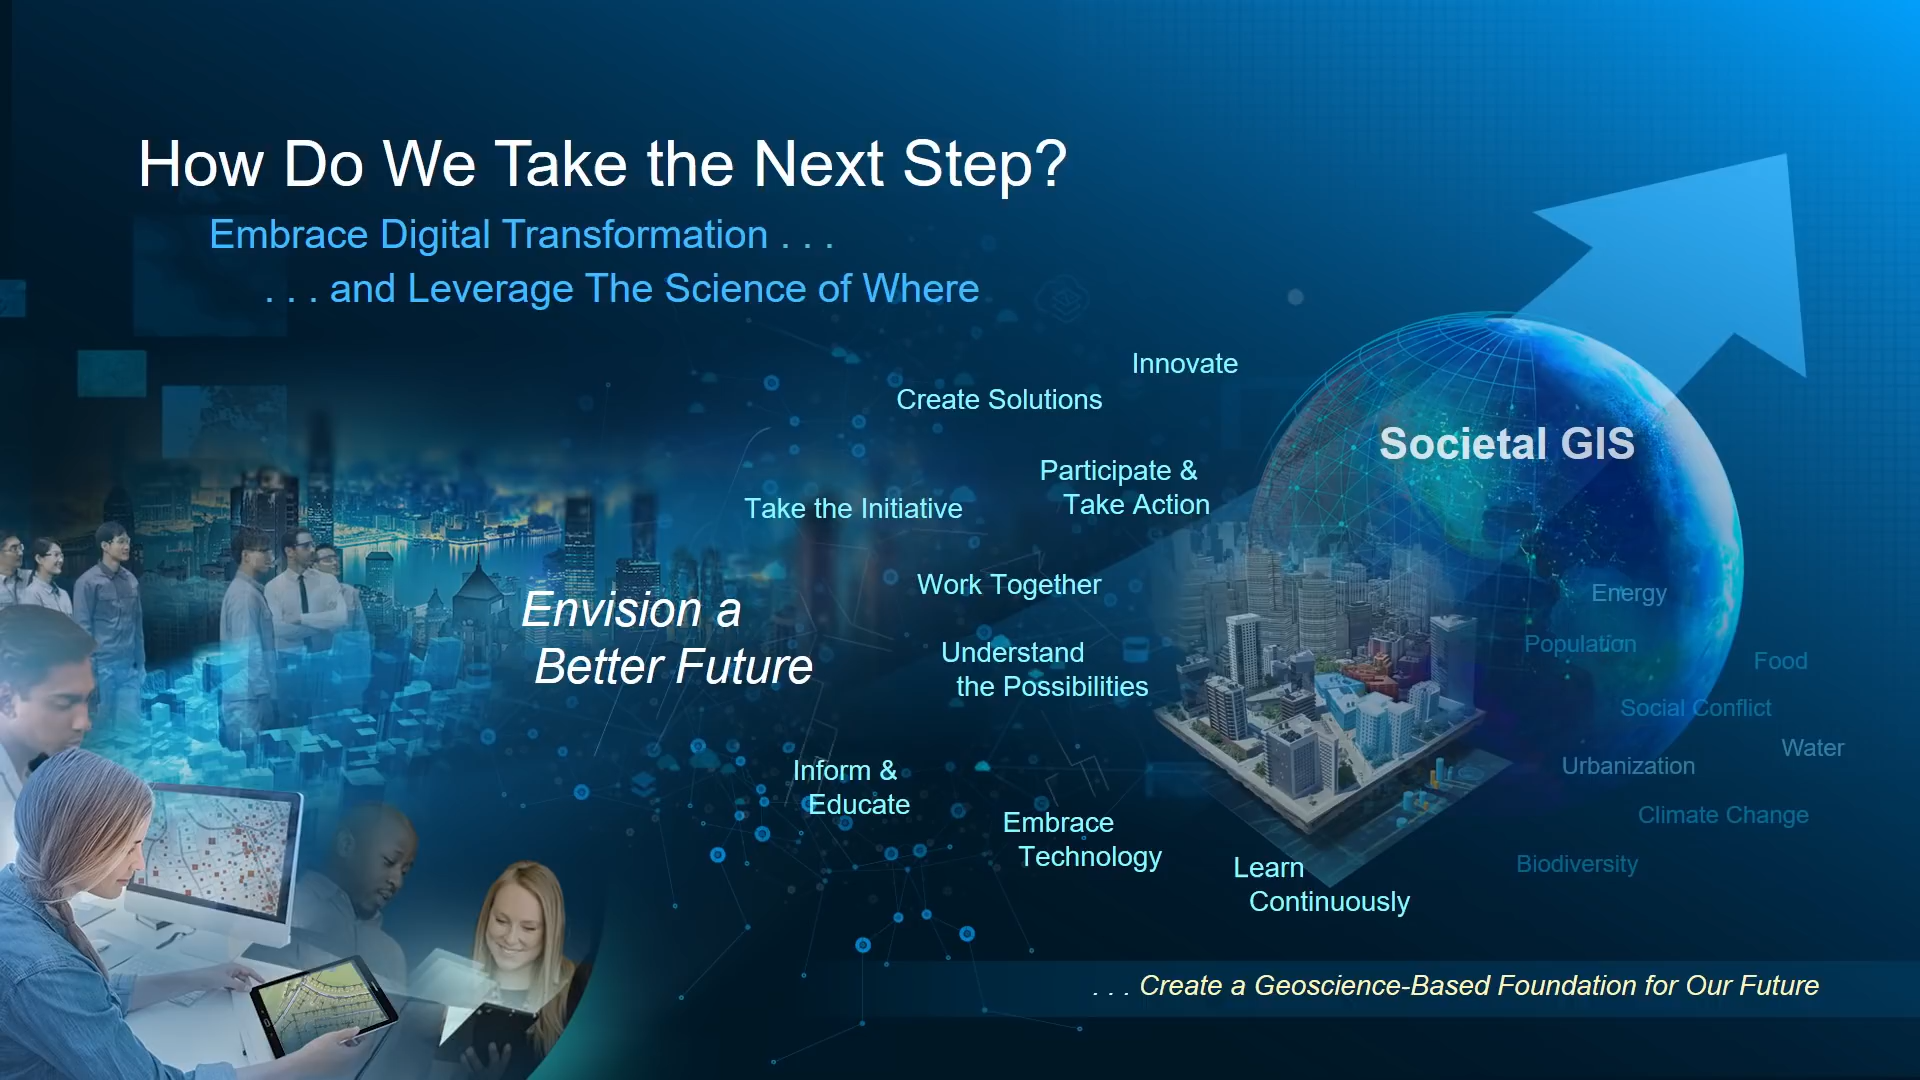 How Do We Take the Next Step?
Embrace Digital Transformation . . .
. . . and Leverage The Science of Where
Innovate
Create Solutions
Participate &
Take Action
Take the Initiative
Work Together
Envision a
Better Future
Understand
the Possibilities
Inform &
Educate
Embrace
Technology
Learn
Continuously
Societal GIS
Energy
Population
Food
Social Conflict
Water
Urbanization
Climate Change
Biodiversity
. . . Create a Geoscience-Based Foundation for Our Future